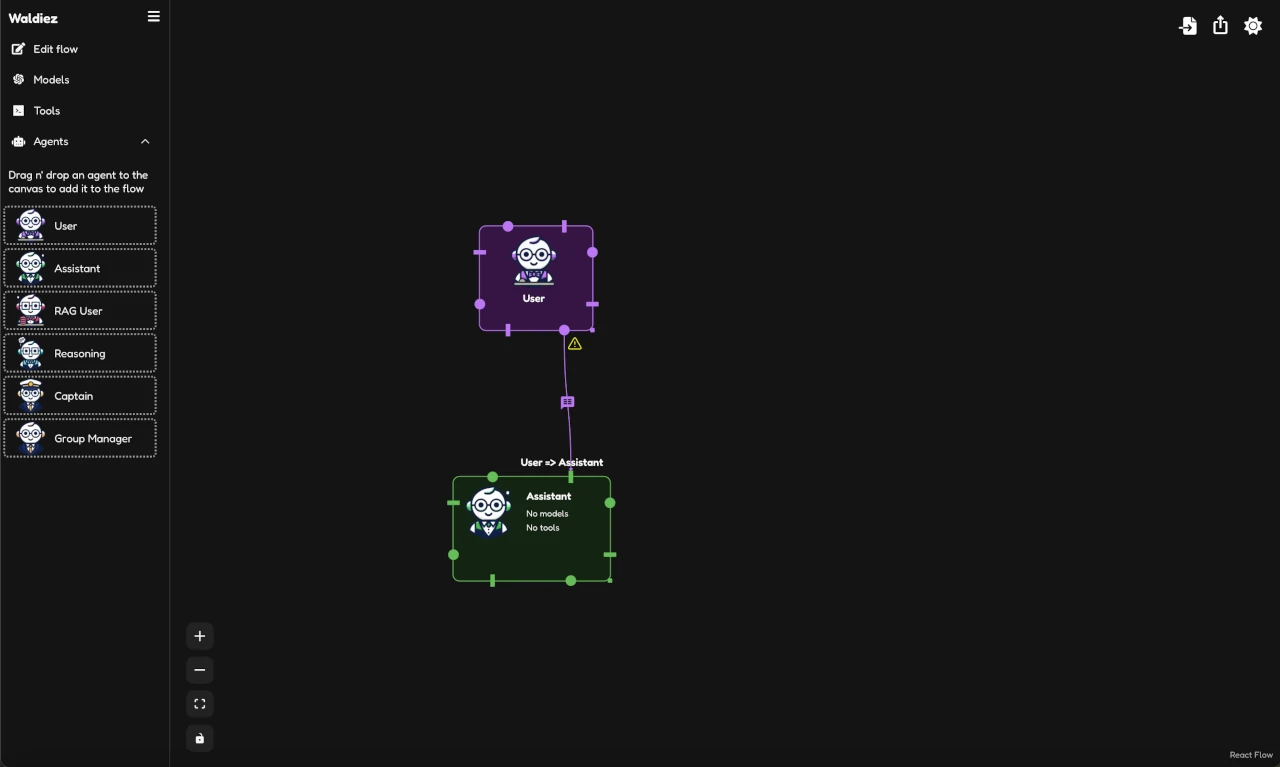 Waldiez
Edit flow
Models
Tools
Agents
Drag n' drop an agent to the
canvas to add it to the flow
User
Assistant
RAG User
Reasoning
Captain
Group Manager
User
User => Assistant
Assistant
No models
No tools
React Flow